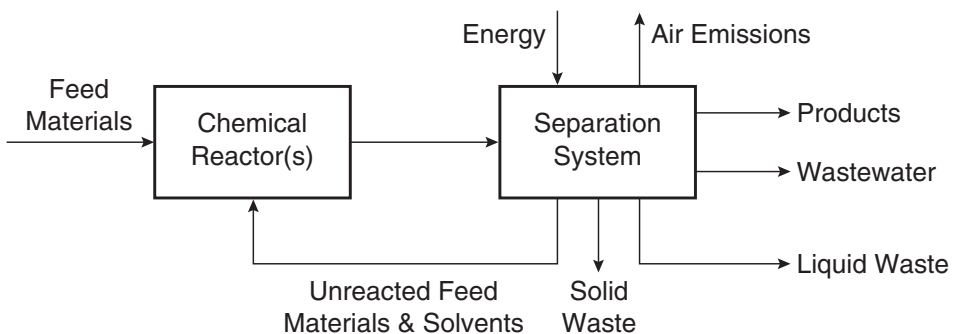 Energy
Air Emissions
Feed
Materials
Chemical
Reactor(s)
Separation
System
Products
Wastewater
Liquid Waste
Unreacted Feed
Materials & Solvents
Solid
Waste